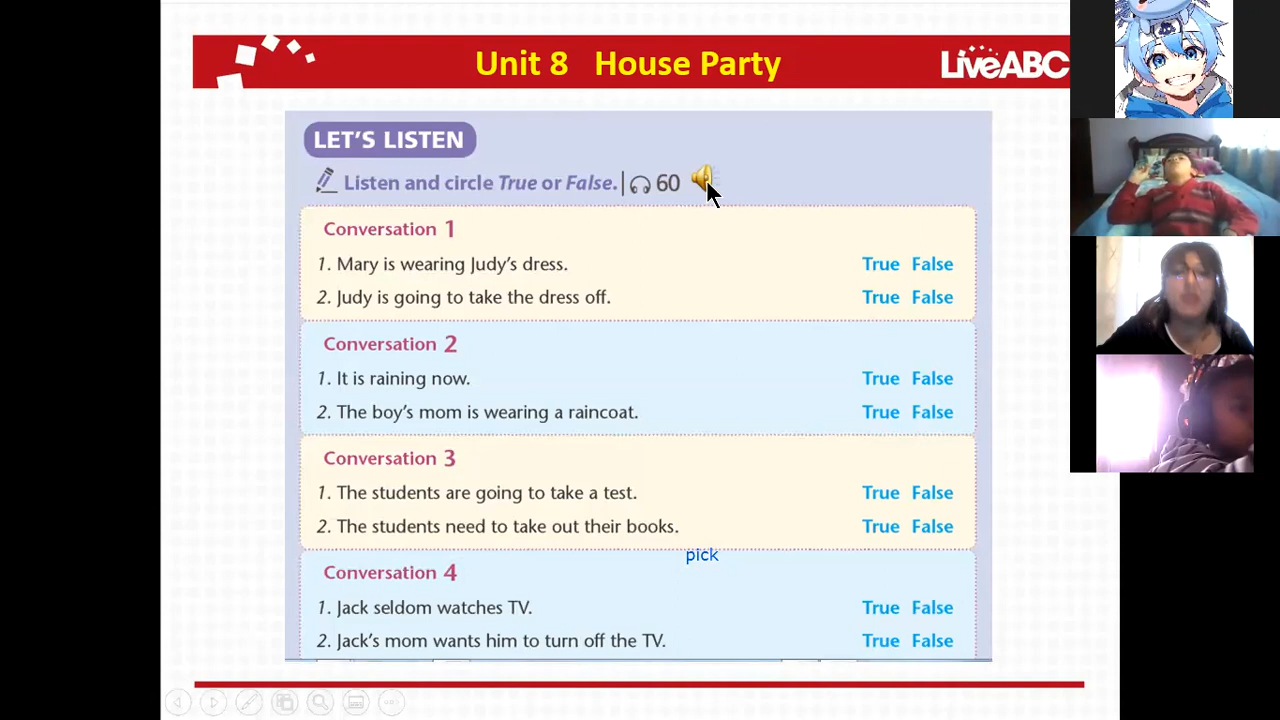 Unit 8 House Party
LiveABC
LET'S LISTEN
Listen and circle True or False. | 60
Conversation 1
1. Mary is wearing Judy's dress. True False
2. Judy is going to take the dress off. True False
Conversation 2
1. It is raining now. True False
2. The boy's mom is wearing a raincoat. True False
Conversation 3
1. The students are going to take a test. True False
2. The students need to take out their books. True False
pick
Conversation 4
1. Jack seldom watches TV. True False
2. Jack's mom wants him to turn off the TV. True False